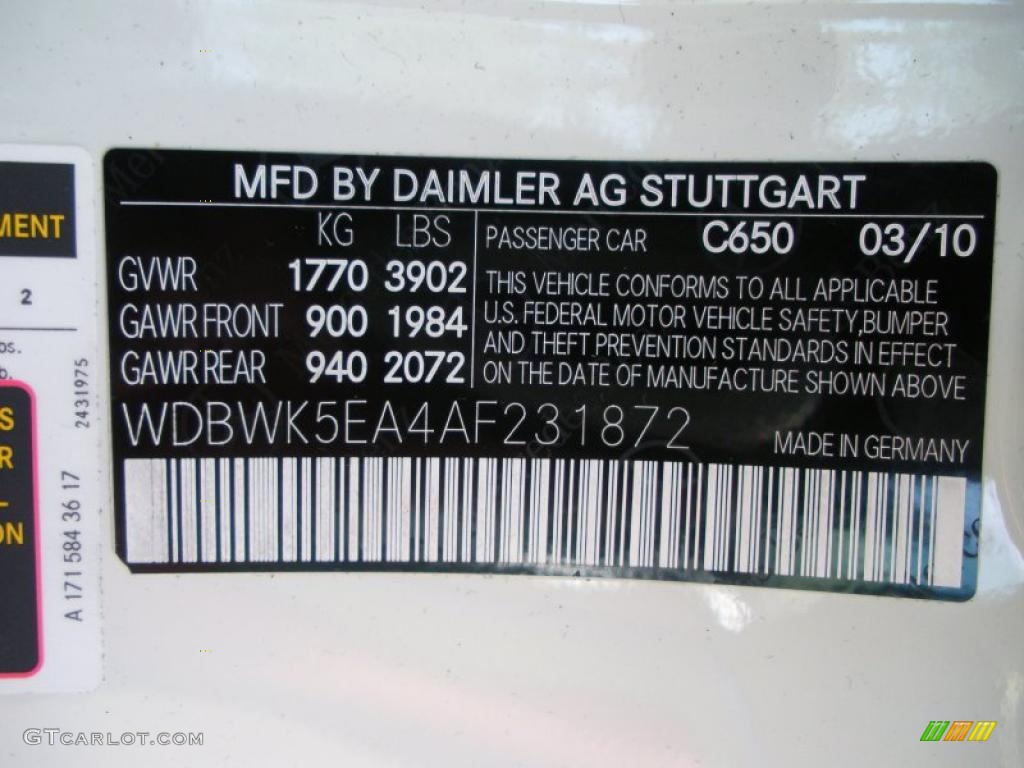 MFD BY DAIMLER AG STUTTGART
KG LBS
GVWR 1770 3902
GAWR FRONT 900 1984
GAWR REAR 940 2072
PASSENGER CAR C650 03/10
THIS VEHICLE CONFORMS TO ALL APPLICABLE
U.S. FEDERAL MOTOR VEHICLE SAFETY,BUMPER
AND THEFT PREVENTION STANDARDS IN EFFECT
ON THE DATE OF MANUFACTURE SHOWN ABOVE
WDBWK5EA4AF231872
MADE IN GERMANY
MENT
2
2431975
A 171 584 36 17
ON
GTCARLOT.COM